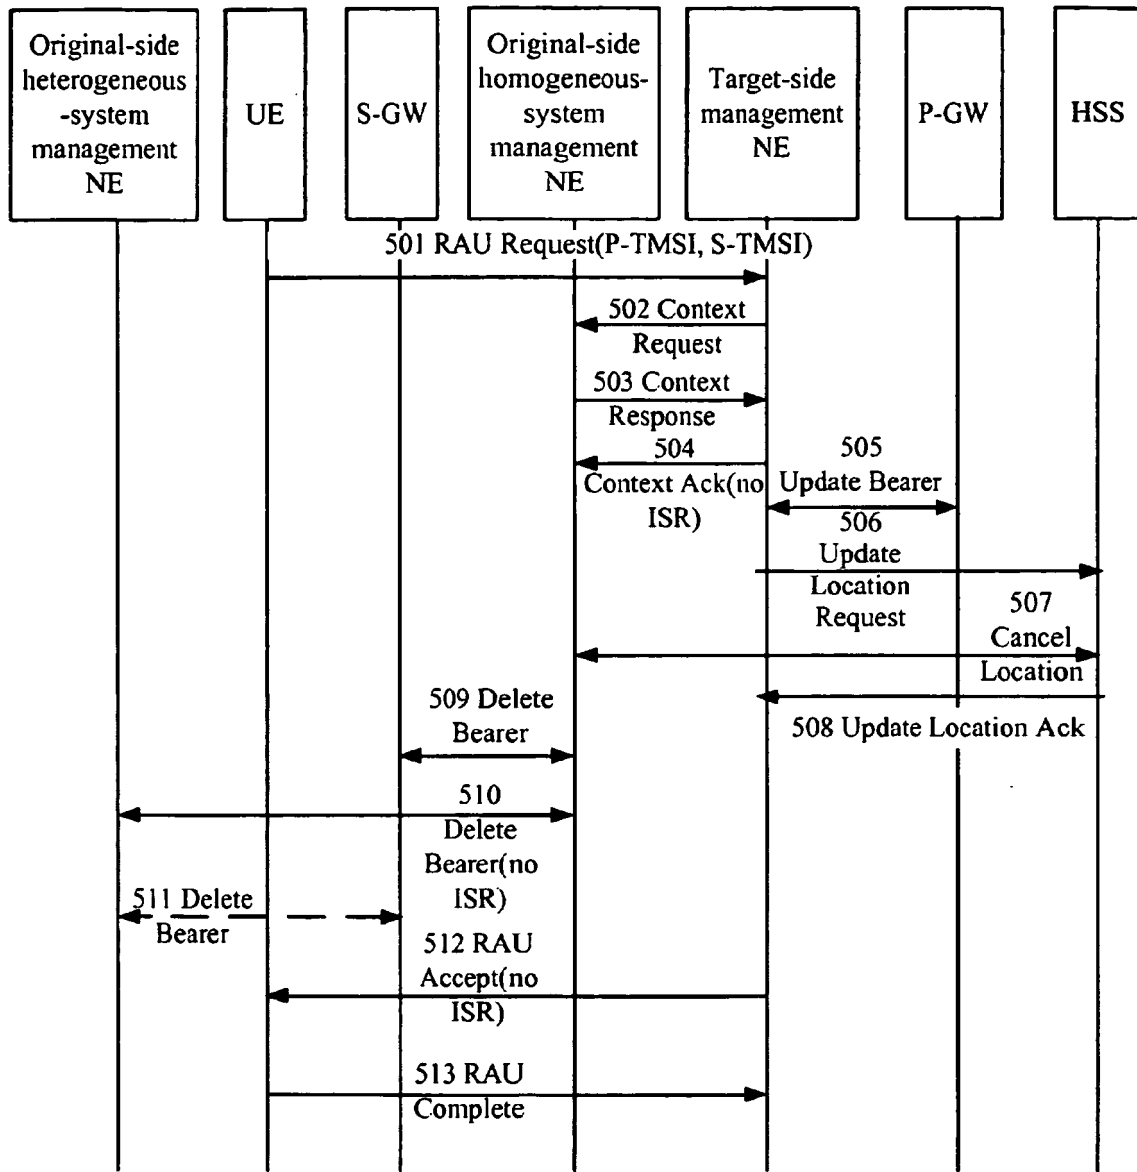 Original-side
heterogeneous
-system
management
NE
UE
S-GW
Original-side
homogeneous-
system
management
NE
Target-side
management
NE
P-GW
HSS
501 RAU Request(P-TMSI, S-TMSI)
502 Context
Request
503 Context
Response
504
Context Ack(no
ISR)
505
Update Bearer
506
Update
Location
Request
507
Cancel
Location
508 Update Location Ack
509 Delete
Bearer
510
Delete
Bearer(no
ISR)
511 Delete
Bearer
512 RAU
Accept(no
ISR)
513 RAU
Complete